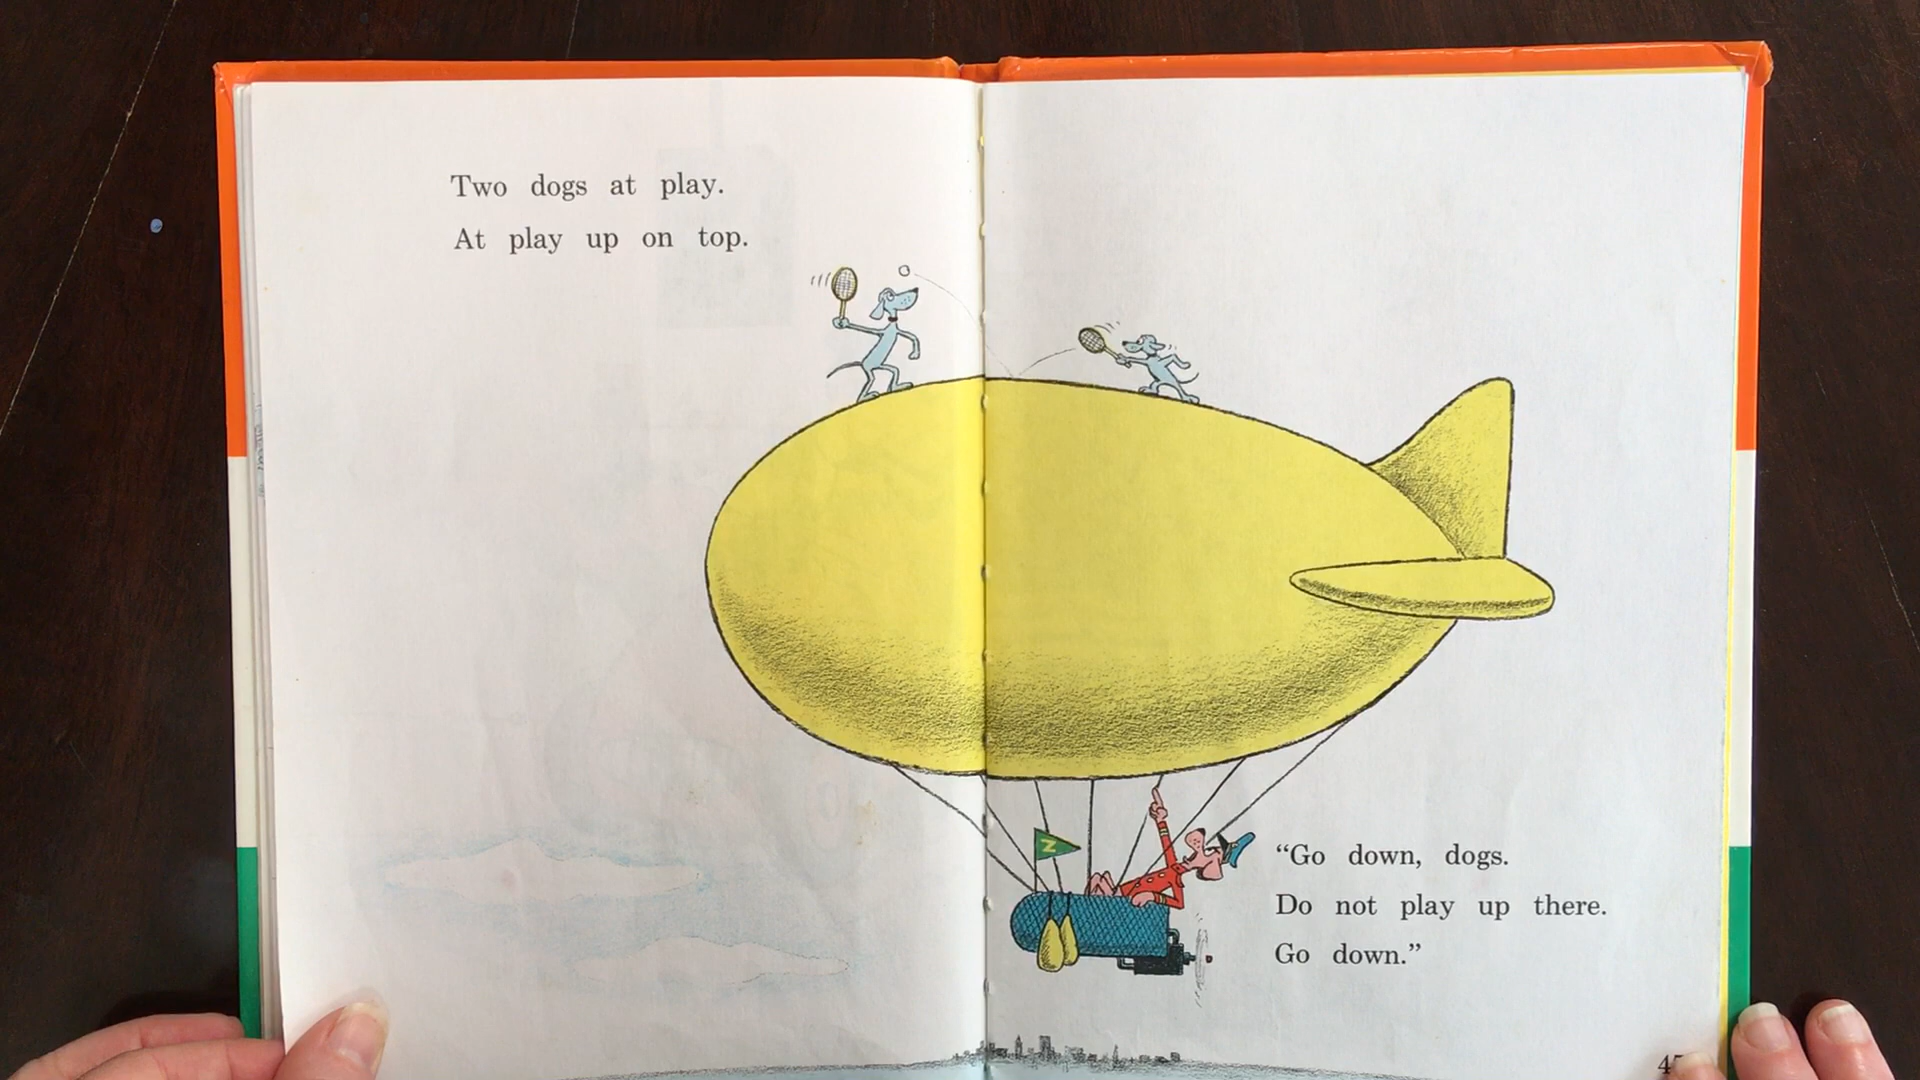 Two dogs at play.
At play up on top.
N
"Go down, dogs.
Do not play up there.
Go down."